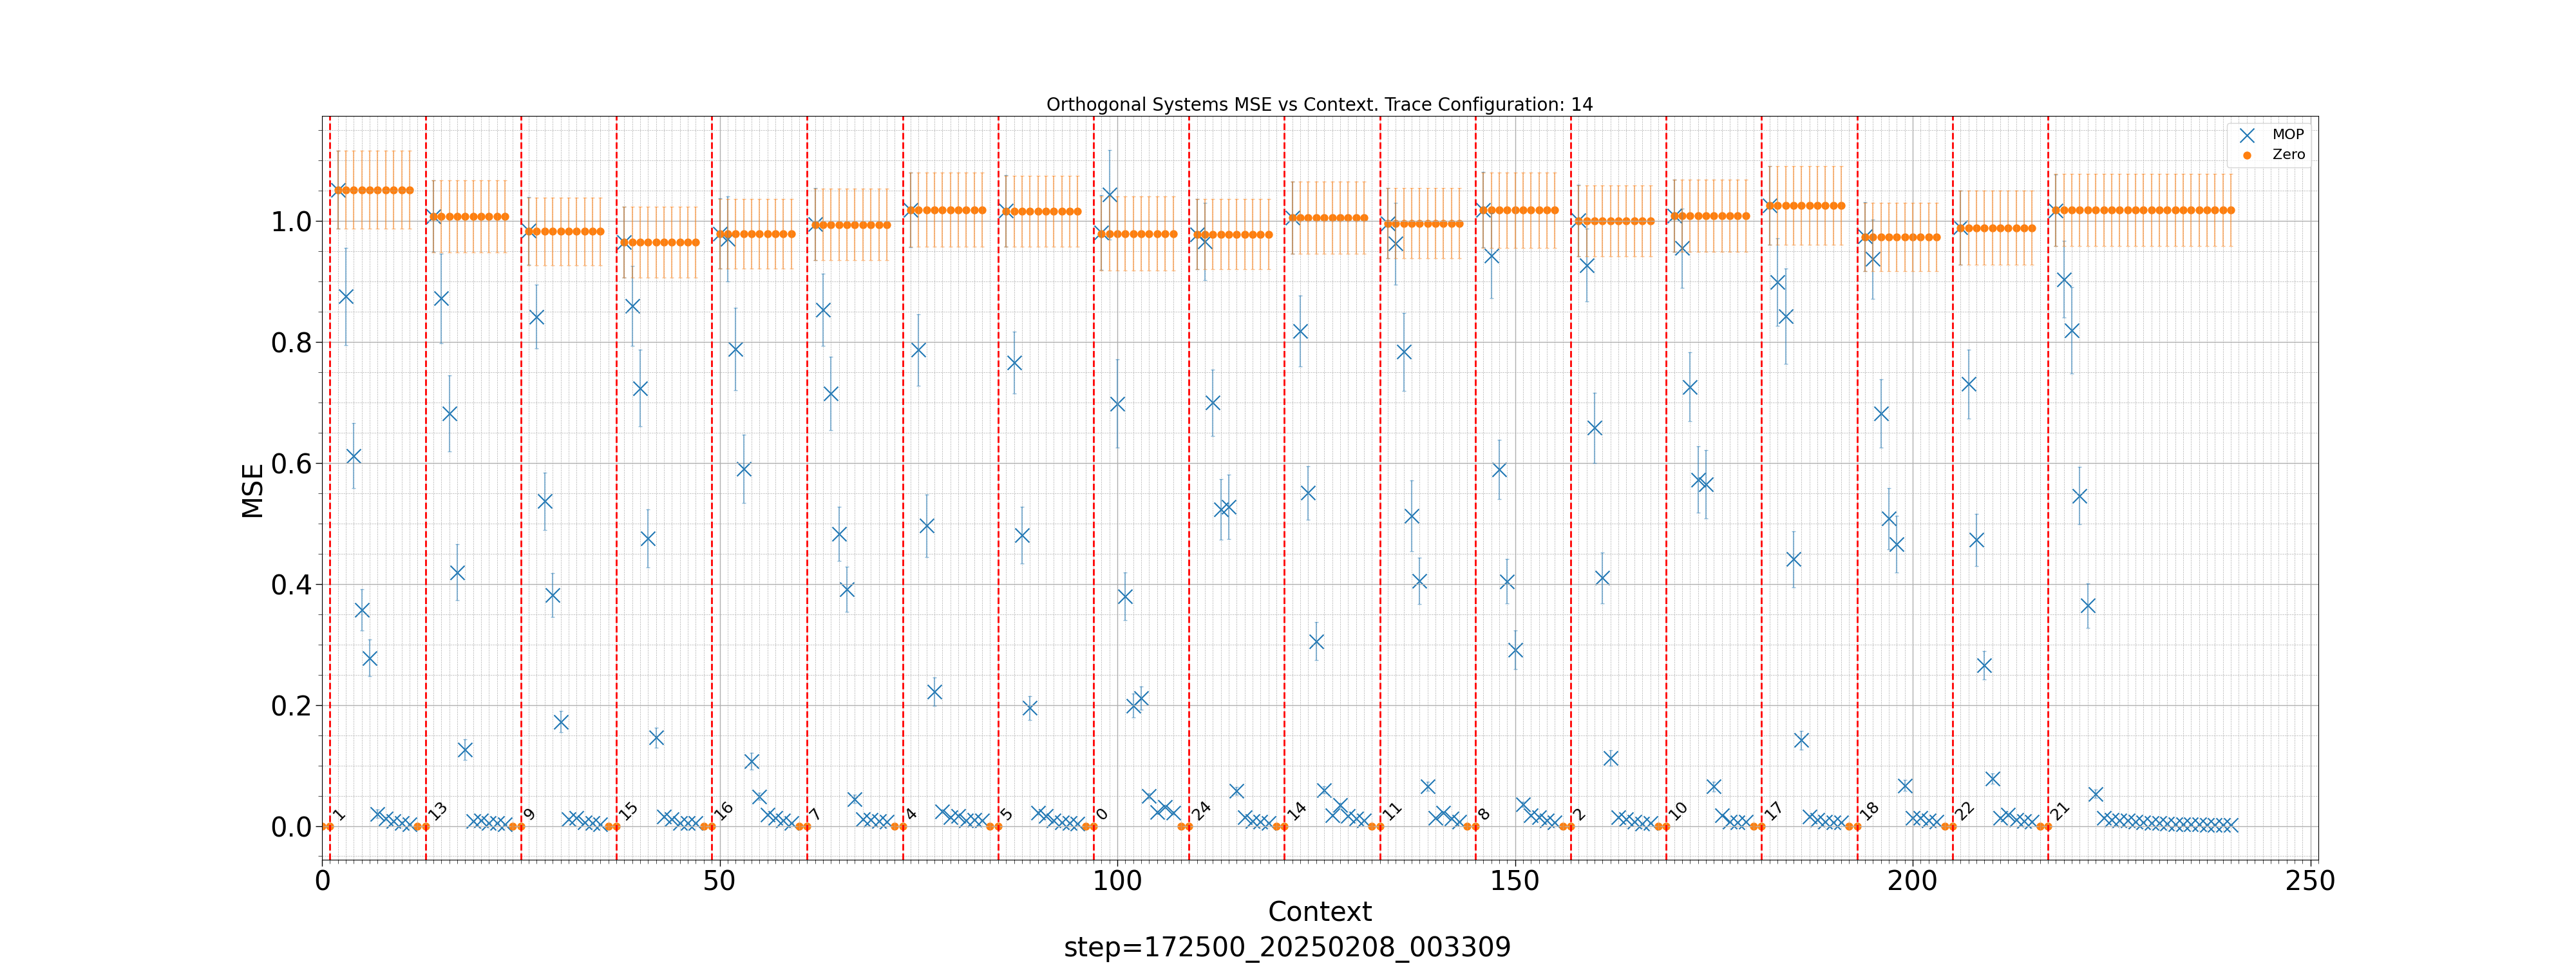 Orthogonal Systems MSE vs Context. Trace Configuration: 14
MOP
Zero
MSE
1.0
0.8
0.6
0.4
0.2
0.0
1 13 9 15 16 7 4 5 0 24 14 11 8 2 10 17 18 22 21
0 50 100 150 200 250
Context
step=172500_20250208_003309